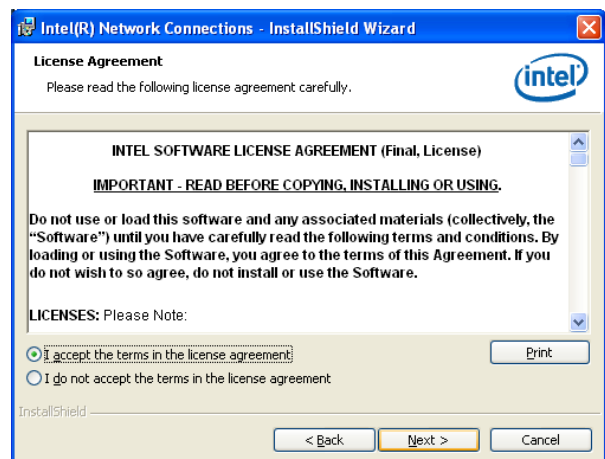 Intel(R) Network Connections - InstallShield Wizard
License Agreement
Please read the following license agreement carefully.
intel
INTEL SOFTWARE LICENSE AGREEMENT (Final, License)
IMPORTANT - READ BEFORE COPYING, INSTALLING OR USING.
Do not use or load this software and any associated materials (collectively, the
“Software”) until you have carefully read the following terms and conditions. By
loading or using the Software, you agree to the terms of this Agreement. If you
do not wish to so agree, do not install or use the Software.
LICENSES: Please Note:
I accept the terms in the license agreement
Print
I do not accept the terms in the license agreement
InstallShield
< Back
Next >
Cancel